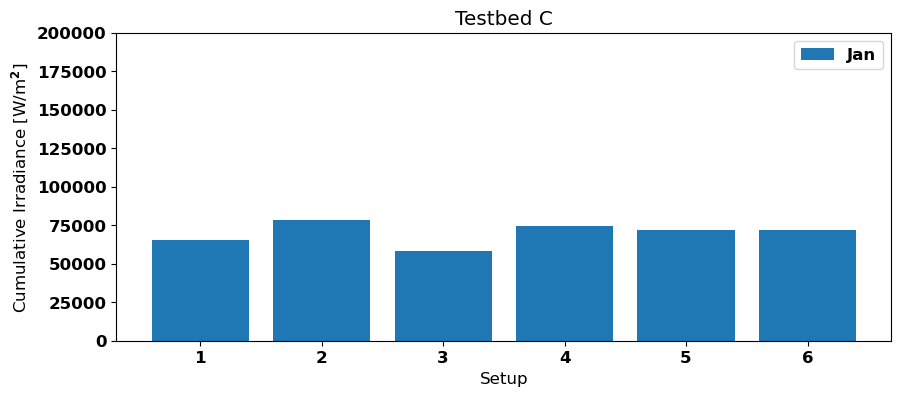 Testbed C
200000
175000
150000
125000
100000
75000
50000
25000
0
Cumulative Irradiance [W/m²]
Jan
1 2 3 4 5 6
Setup